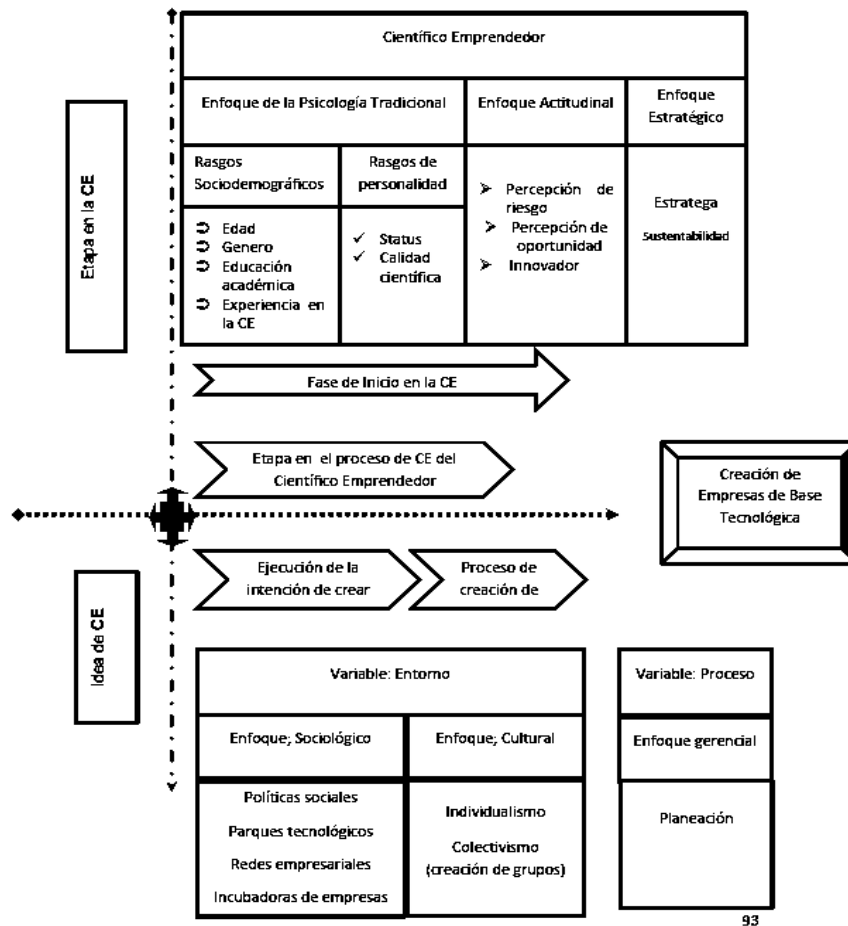 Científico Emprendedor
Enfoque de la Psicología Tradicional
Enfoque Actitudinal
Enfoque
Estratégico
Rasgos
Sociodemográficos
Rasgos de
personalidad
➲ Edad
➲ Genero
➲ Educación
académica
➲ Experiencia en
la CE
✓ Status
✓ Calidad
científica
➢ Percepción de
riesgo
➢ Percepción de
oportunidad
➢ Innovador
Estratega
Sustentabilidad
Etapa en la CE
Fase de Inicio en la CE
Etapa en el proceso de CE del
Científico Emprendedor
Creación de
Empresas de Base
Tecnológica
Ejecución de la
intención de crear
Proceso de
creación de
Idea de CE
Variable: Entorno
Enfoque; Sociológico
Enfoque; Cultural
Políticas sociales
Parques tecnológicos
Redes empresariales
Incubadoras de empresas
Individualismo
Colectivismo
(creación de grupos)
Variable: Proceso
Enfoque gerencial
Planeación
93